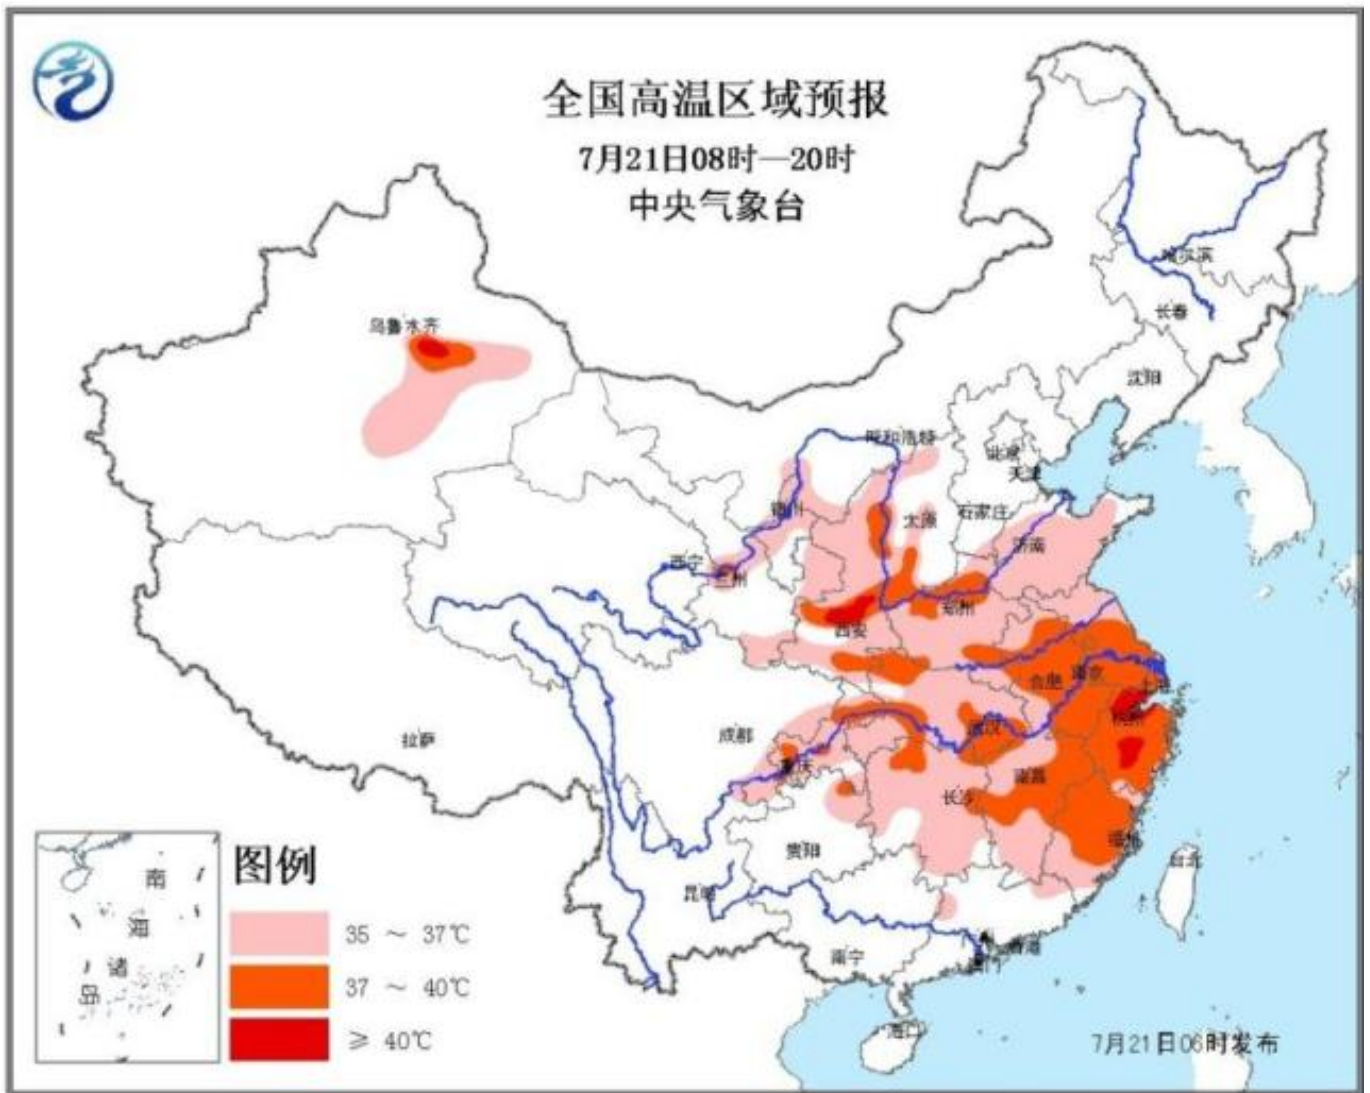 全国高温区域预报
7月21日08时—20时
中央气象台
哈尔滨
长春
乌鲁木齐
沈阳
呼和浩特
北京
天津
银川
太原
石家庄
济南
西宁
兰州
郑州
西安
合肥
南京
上海
杭州
武汉
成都
拉萨
重庆
南昌
长沙
福州
贵阳
台北
昆明
南宁
香港
澳门
海口
图例
35 ～ 37℃
37 ～ 40℃
≥ 40℃
南
海
诸
岛
7月21日06时发布